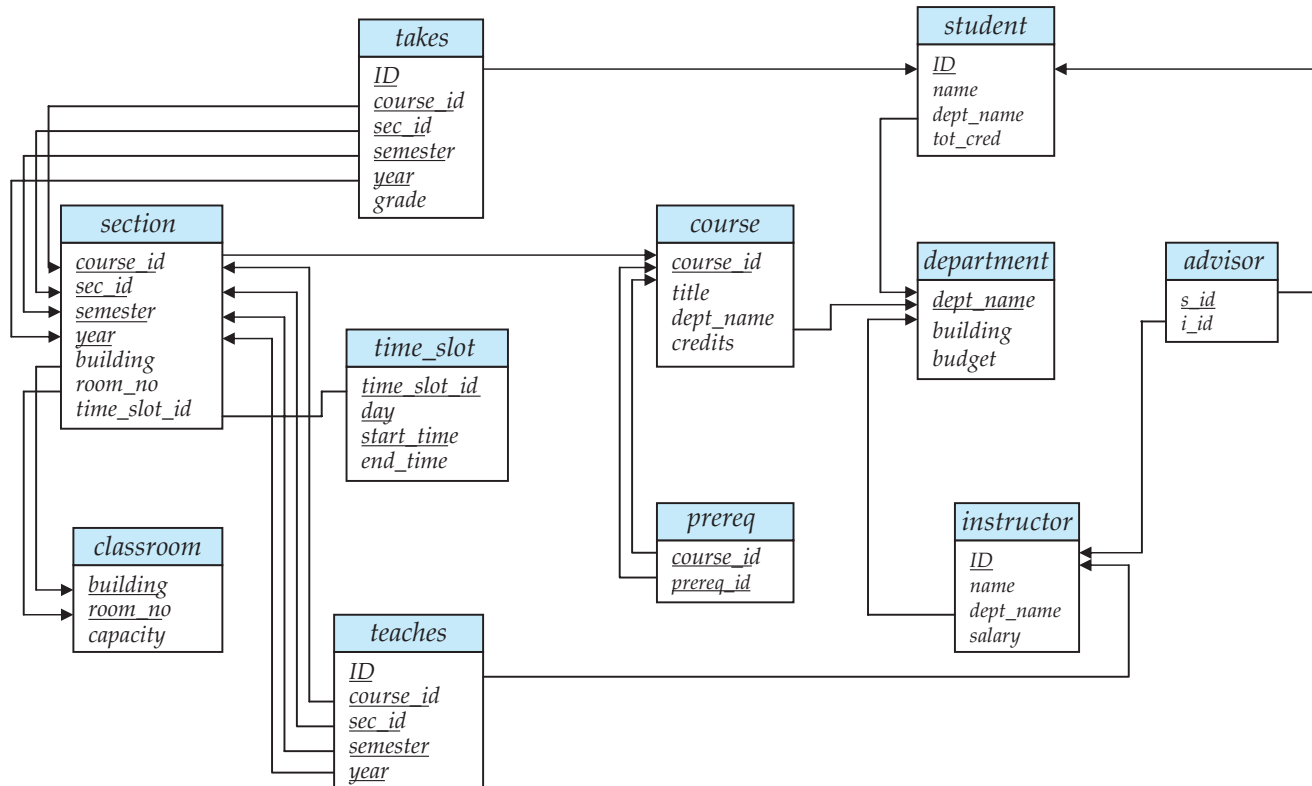 takes
ID
course_id
sec_id
semester
year
grade
student
ID
name
dept_name
tot_cred
section
course_id
sec_id
semester
year
building
room_no
time_slot_id
course
course_id
title
dept_name
credits
department
dept_name
building
budget
advisor
s_id
i_id
time_slot
time_slot_id
day
start_time
end_time
classroom
building
room_no
capacity
prereq
course_id
prereq_id
instructor
ID
name
dept_name
salary
teaches
ID
course_id
sec_id
semester
year